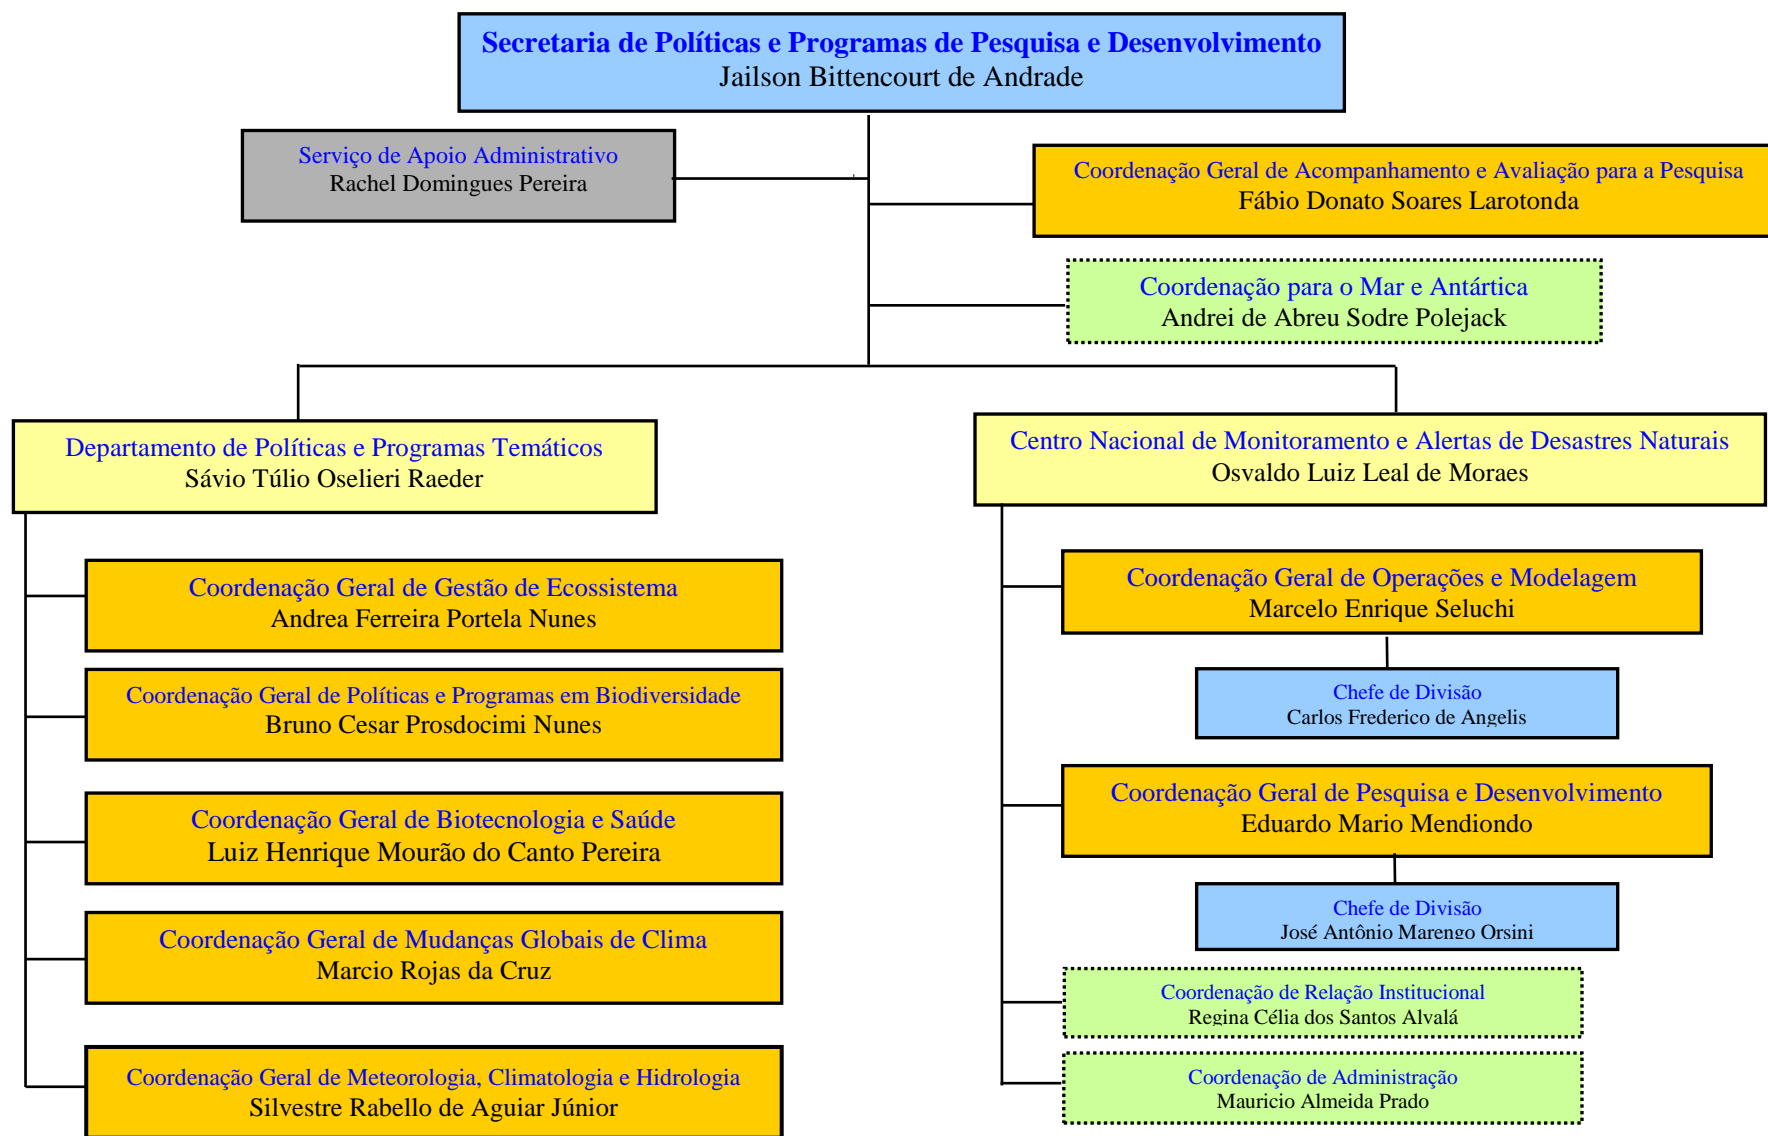 Secretaria de Políticas e Programas de Pesquisa e Desenvolvimento
Jailson Bittencourt de Andrade
Serviço de Apoio Administrativo
Rachel Domingues Pereira
Coordenação Geral de Acompanhamento e Avaliação para a Pesquisa
Fábio Donato Soares Larotonda
Coordenação para o Mar e Antártica
Andrei de Abreu Sodre Polejack
Departamento de Políticas e Programas Temáticos
Sávio Túlio Oselieri Raeder
Coordenação Geral de Gestão de Ecossistema
Andrea Ferreira Portela Nunes
Coordenação Geral de Políticas e Programas em Biodiversidade
Bruno Cesar Prosdocimi Nunes
Coordenação Geral de Biotecnologia e Saúde
Luiz Henrique Mourão do Canto Pereira
Coordenação Geral de Mudanças Globais de Clima
Marcio Rojas da Cruz
Coordenação Geral de Meteorologia, Climatologia e Hidrologia
Silvestre Rabello de Aguiar Júnior
Centro Nacional de Monitoramento e Alertas de Desastres Naturais
Osvaldo Luiz Leal de Moraes
Coordenação Geral de Operações e Modelagem
Marcelo Enrique Seluchi
Chefe de Divisão
Carlos Frederico de Angelis
Coordenação Geral de Pesquisa e Desenvolvimento
Eduardo Mario Mendiondo
Chefe de Divisão
José Antônio Marengo Orsini
Coordenação de Relação Institucional
Regina Célia dos Santos Alvalá
Coordenação de Administração
Mauricio Almeida Prado